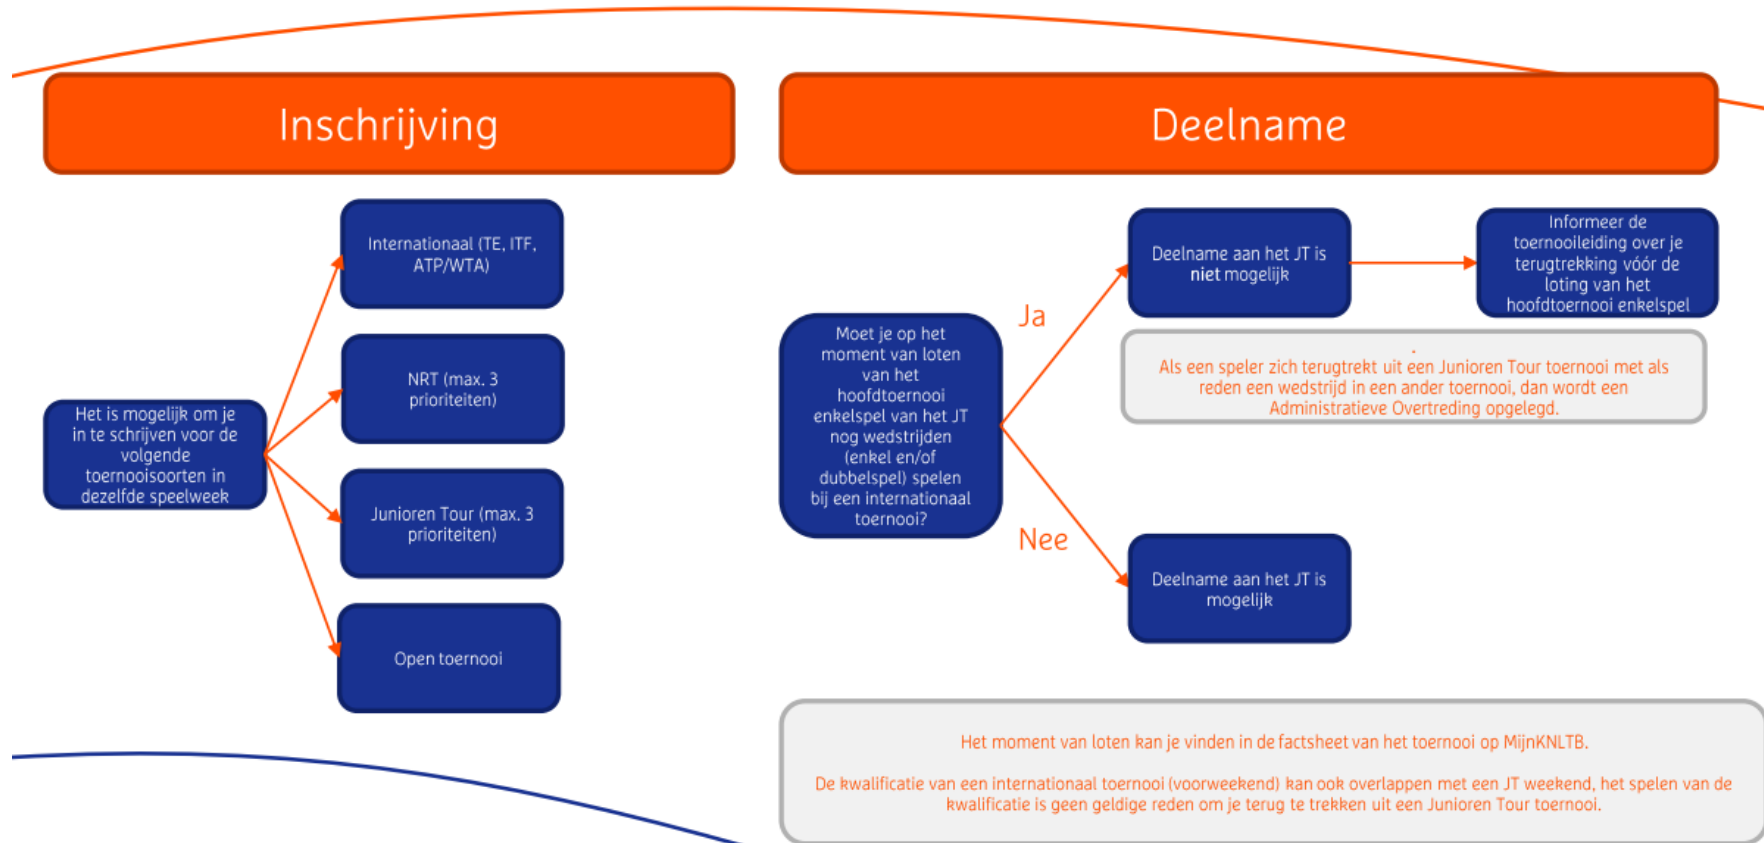 Inschrijving
Het is mogelijk om je
in te schrijven voor de
volgende
toernooisoorten in
dezelfde speelweek
Internationaal (TE, ITF,
ATP/WTA)
NRT (max. 3
prioriteiten)
Junioren Tour (max. 3
prioriteiten)
Open toernooi
Deelname
Moet je op het
moment van loten
van het
hoofdtoernooi
enkelspel van het JT
nog wedstrijden
(enkel en/of
dubbelspel) spelen
bij een internationaal
toernooi?
Ja
Deelname aan het JT is
niet mogelijk
Informeer de
toernooileiding over je
terugtrekking vóór de
loting van het
hoofdtoernooi enkelspel
.
Als een speler zich terugtrekt uit een Junioren Tour toernooi met als
reden een wedstrijd in een ander toernooi, dan wordt een
Administratieve Overtreding opgelegd.
Nee
Deelname aan het JT is
mogelijk
Het moment van loten kan je vinden in de factsheet van het toernooi op MijnKNLTB.
De kwalificatie van een internationaal toernooi (voorweekend) kan ook overlappen met een JT weekend, het spelen van de
kwalificatie is geen geldige reden om je terug te trekken uit een Junioren Tour toernooi.